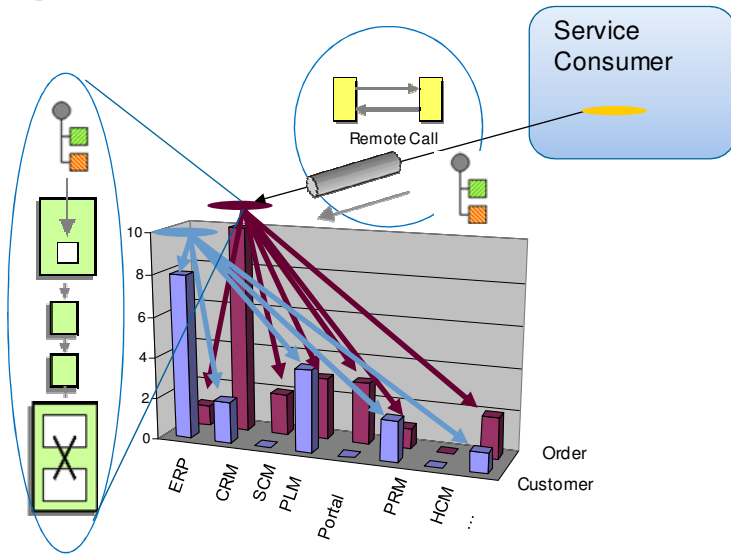 Service
Consumer
Remote Call
10
8
6
4
2
0
ERP
CRM
SCM
PLM
Portal
PRM
HCM
...
Order
Customer